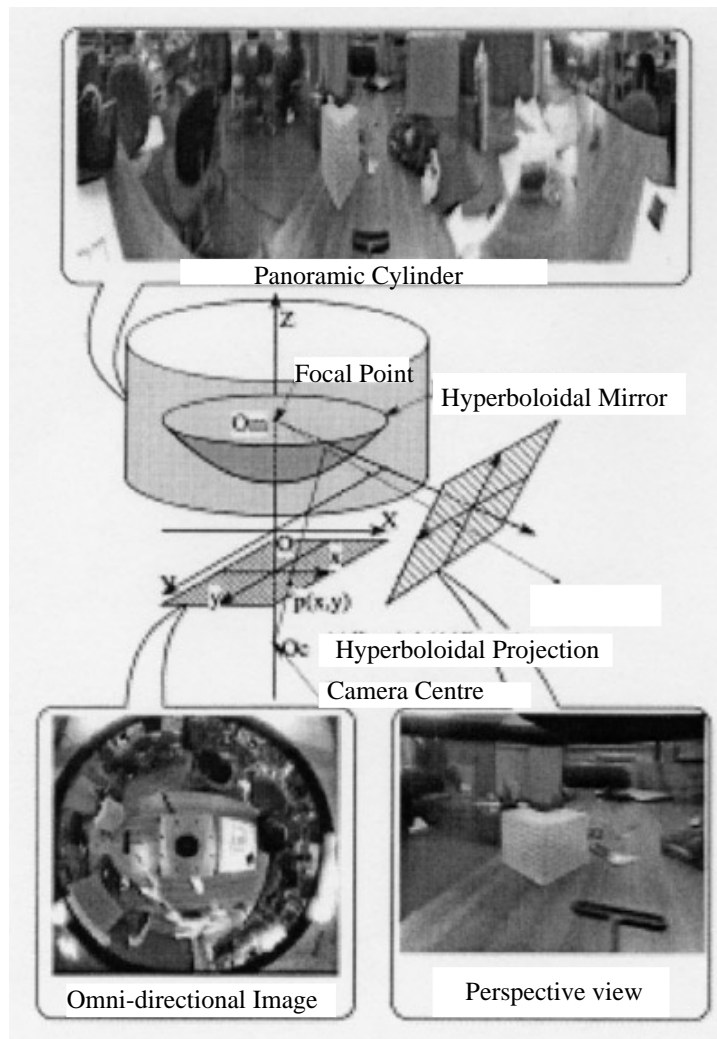 Panoramic Cylinder
Z
Focal Point
Hyperboloidal Mirror
Om
X
O
x
Y
y
p(x,y)
Oc
Hyperboloidal Projection
Camera Centre
Omni-directional Image
Perspective view